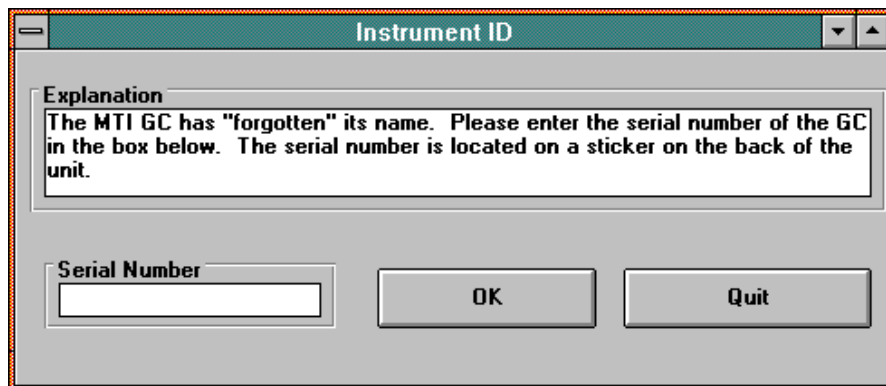 Instrument ID
Explanation
The MTI GC has "forgotten" its name.  Please enter the serial number of the GC
in the box below.  The serial number is located on a sticker on the back of the
unit.
Serial Number
OK
Quit